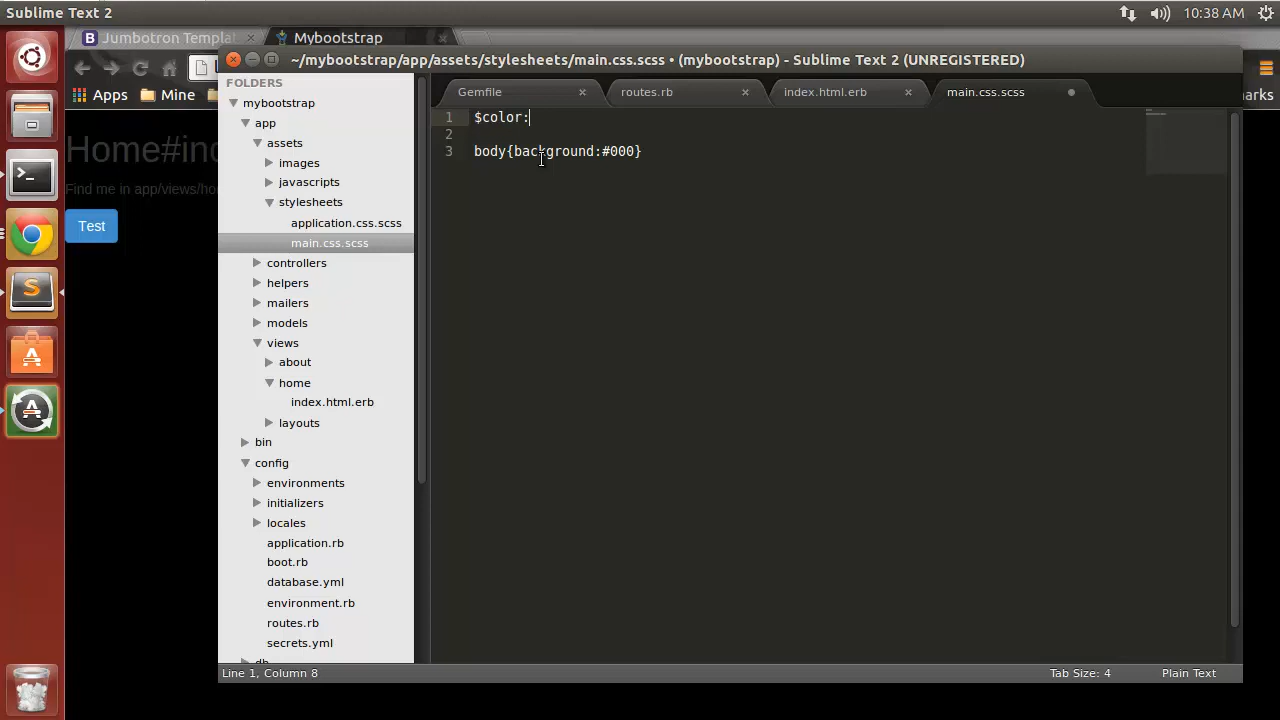 Sublime Text 2
10:38 AM
Jumbotron Templat
Mybootstrap
~/mybootstrap/app/assets/stylesheets/main.css.scss • (mybootstrap) - Sublime Text 2 (UNREGISTERED)
Apps
Mine
arks
Home#ind
Find me in app/views/ho
Test
FOLDERS
mybootstrap
app
assets
images
javascripts
stylesheets
application.css.scss
main.css.scss
controllers
helpers
mailers
models
views
about
home
index.html.erb
layouts
bin
config
environments
initializers
locales
application.rb
boot.rb
database.yml
environment.rb
routes.rb
secrets.yml
db
Gemfile
routes.rb
index.html.erb
main.css.scss
1 $color:
2
3 body{background:#000}
Line 1, Column 8
Tab Size: 4
Plain Text